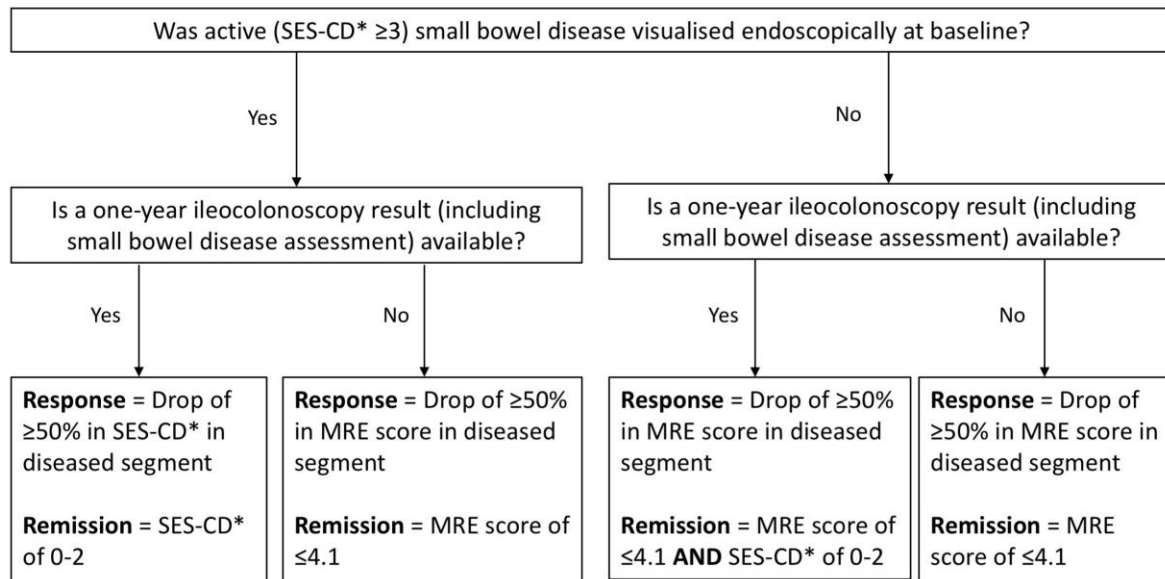 Was active (SES-CD* ≥3) small bowel disease visualised endoscopically at baseline?
Yes
No
Is a one-year ileocolonoscopy result (including
small bowel disease assessment) available?
Is a one-year ileocolonoscopy result (including
small bowel disease assessment) available?
Yes
No
Yes
No
Response = Drop of
≥50% in SES-CD* in
diseased segment
Remission = SES-CD*
of 0-2
Response = Drop of ≥50%
in MRE score in diseased
segment
Remission = MRE score of
≤4.1
Response = Drop of ≥50%
in MRE score in diseased
segment
Remission = MRE score of
≤4.1 AND SES-CD* of 0-2
Response = Drop of
≥50% in MRE score in
diseased segment
Remission = MRE
score of ≤4.1